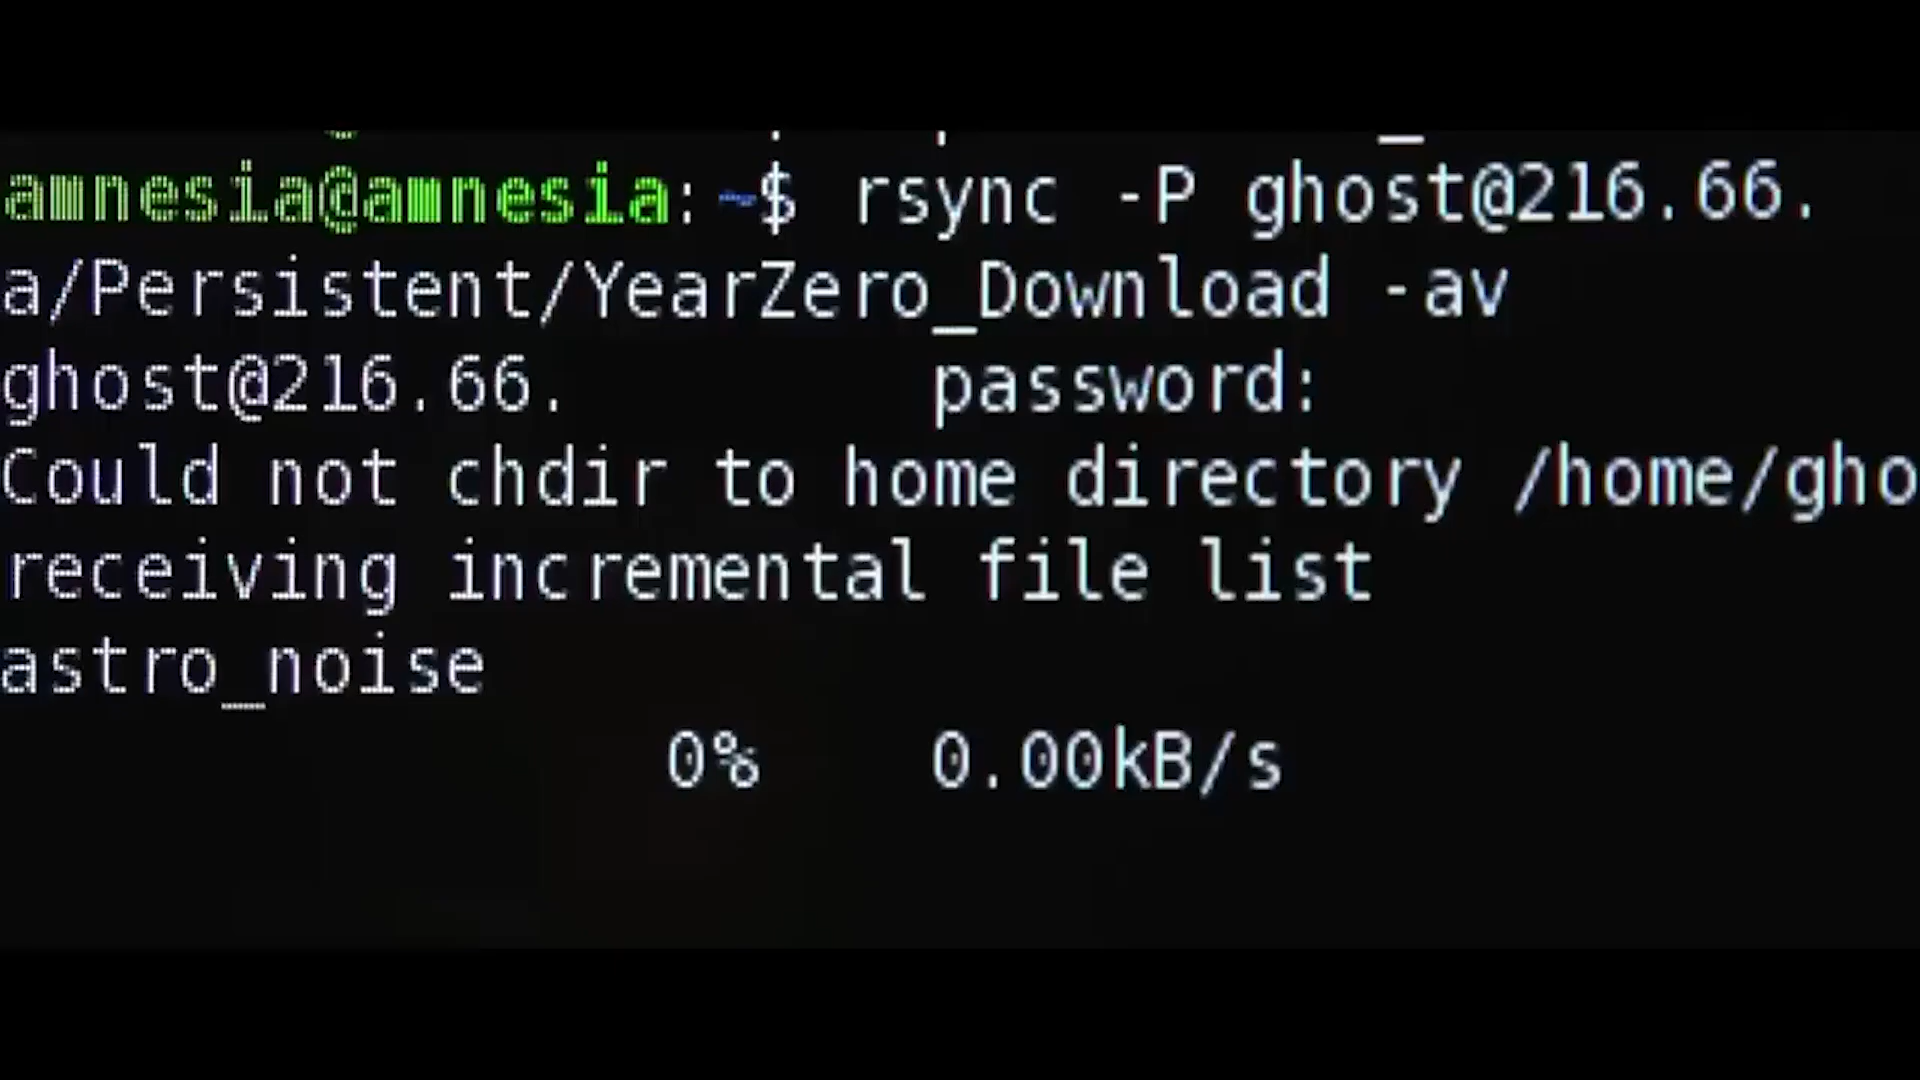 amnesia@amnesia:~$ rsync -P ghost@216.66.
a/Persistent/YearZero_Download -av
ghost@216.66. password:
Could not chdir to home directory /home/gho
receiving incremental file list
astro_noise
0% 0.00kB/s